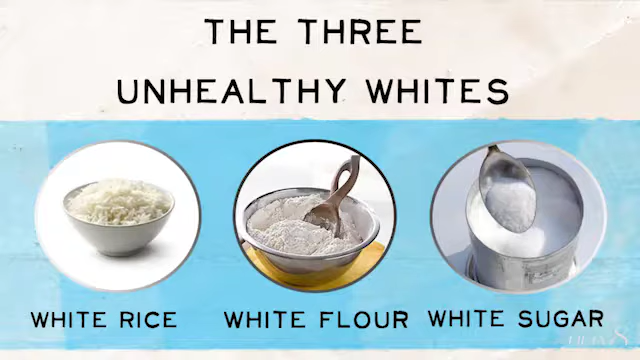 THE THREE
UNHEALTHY WHITES
WHITE RICE
WHITE FLOUR
WHITE SUGAR